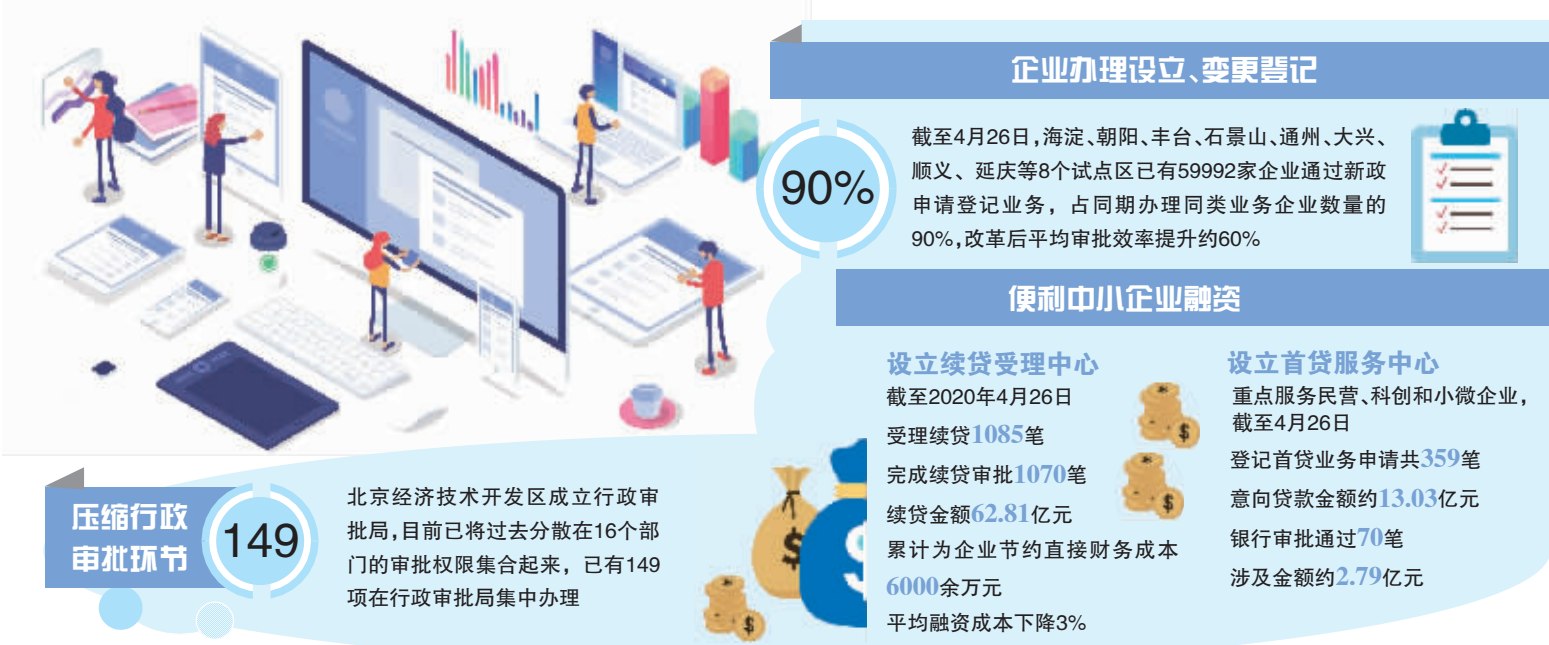 企业办理设立、变更登记
90%
截至4月26日,海淀、朝阳、丰台、石景山、通州、大兴、
顺义、延庆等8个试点区已有59992家企业通过新政
申请登记业务，占同期办理同类业务企业数量的
90%,改革后平均审批效率提升约60%
便利中小企业融资
设立续贷受理中心
截至2020年4月26日
受理续贷1085笔
完成续贷审批1070笔
续贷金额62.81亿元
累计为企业节约直接财务成本
6000余万元
平均融资成本下降3%
设立首贷服务中心
重点服务民营、科创和小微企业,
截至4月26日
登记首贷业务申请共359笔
意向贷款金额约13.03亿元
银行审批通过70笔
涉及金额约2.79亿元
压缩行政
审批环节
149
北京经济技术开发区成立行政审
批局,目前已将过去分散在16个部
门的审批权限集合起来，已有149
项在行政审批局集中办理